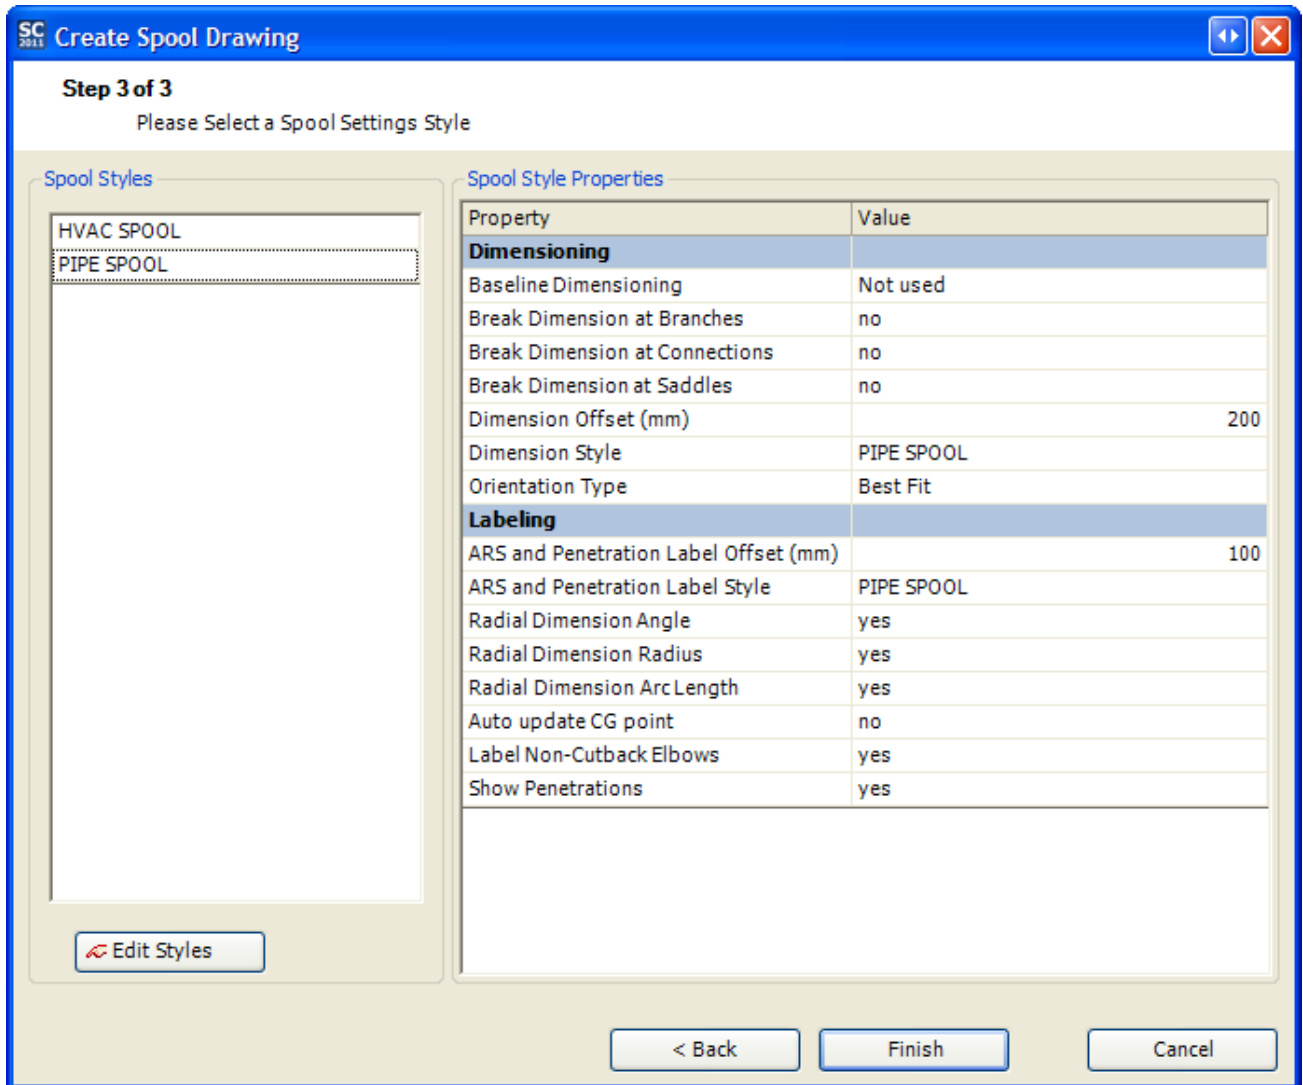 SC 2011 Create Spool Drawing
Step 3 of 3
Please Select a Spool Settings Style
Spool Styles
HVAC SPOOL
PIPE SPOOL
Edit Styles
Spool Style Properties
Property Value
Dimensioning
Baseline Dimensioning Not used
Break Dimension at Branches no
Break Dimension at Connections no
Break Dimension at Saddles no
Dimension Offset (mm) 200
Dimension Style PIPE SPOOL
Orientation Type Best Fit
Labeling
ARS and Penetration Label Offset (mm) 100
ARS and Penetration Label Style PIPE SPOOL
Radial Dimension Angle yes
Radial Dimension Radius yes
Radial Dimension Arc Length yes
Auto update CG point no
Label Non-Cutback Elbows yes
Show Penetrations yes
< Back Finish Cancel